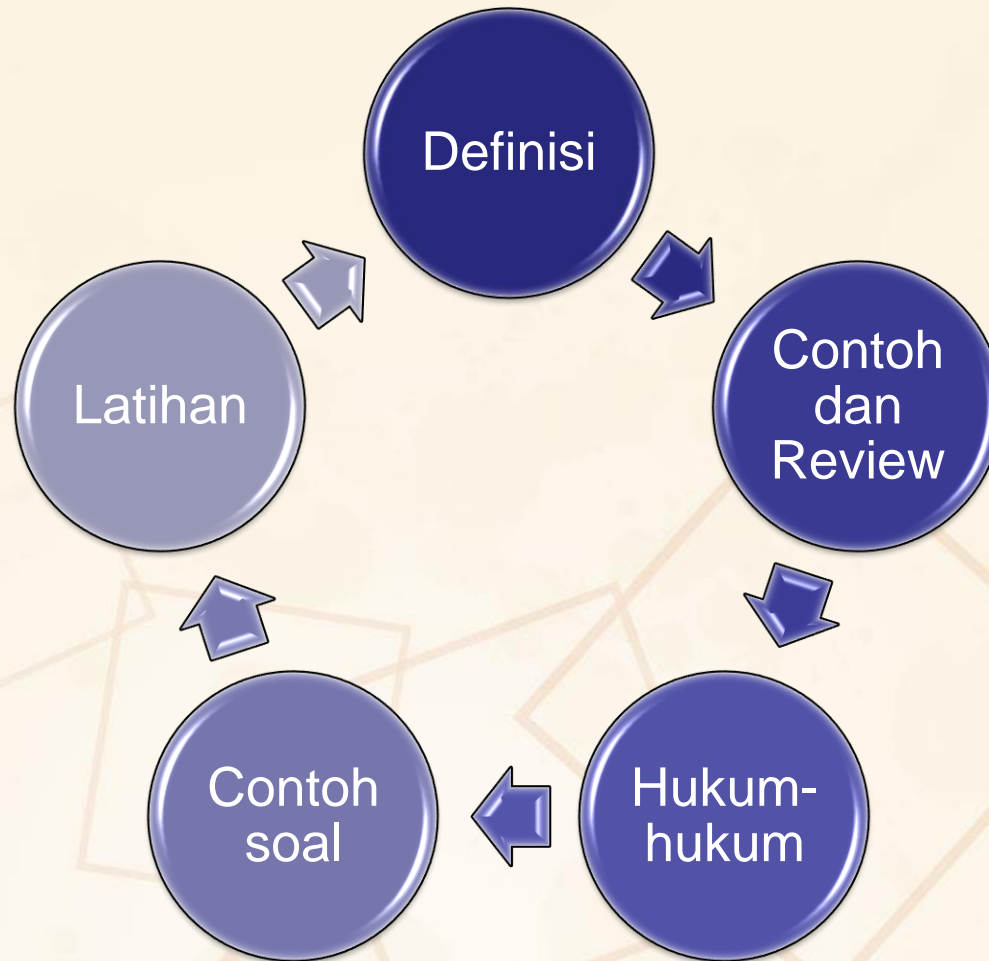 Definisi
Contoh
dan
Review
Hukum-
hukum
Contoh
soal
Latihan